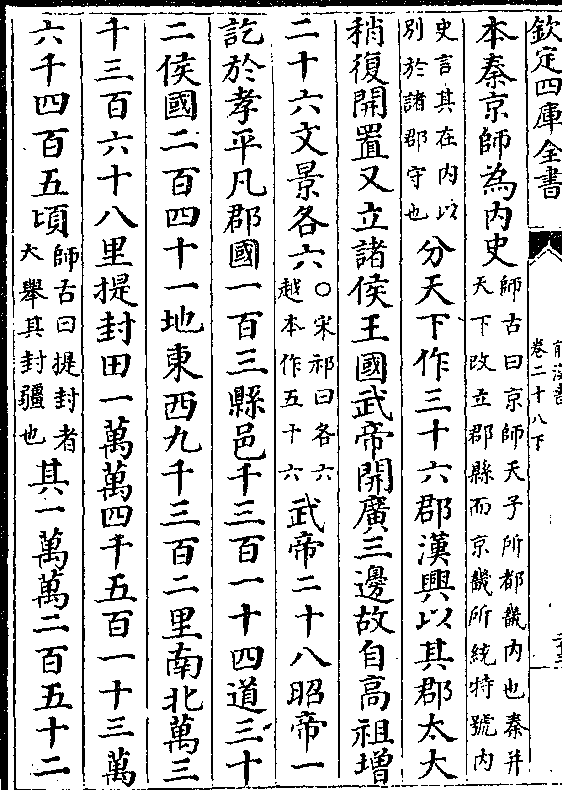 欽定四庫全書
前漢書
卷二十八下
本秦京師為内史師古曰京師天子所都畿内也秦并
天下改立郡縣而京畿所統特號内
史言其在内以
别於諸郡守也分天下作三十六郡漢興以其郡太大
稍復開置又立諸侯王國武帝開廣三邊故自高祖增
二十六文景各六○宋祁曰各六
越本作五十六武帝二十八昭帝一
訖於孝平凡郡國一百三縣邑千三百一十四道三十
二侯國二百四十一地東西九千三百二里南北萬三
千三百六十八里提封田一萬萬四千五百一十三萬
六千四百五頃師古曰提封者
大舉其封疆也其一萬萬二百五十二